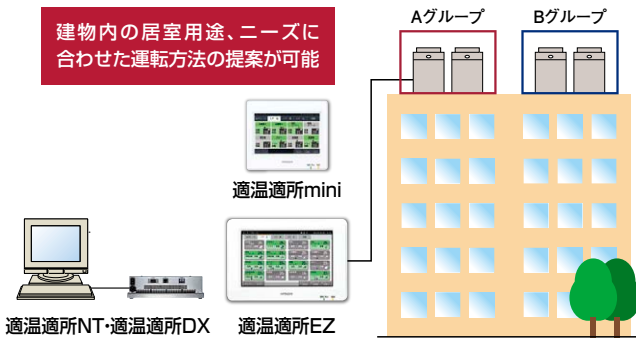 建物内の居室用途、ニーズに
合わせた運転方法の提案が可能
Aグループ
Bグループ
適温適所mini
適温適所NT・適温適所DX
適温適所EZ